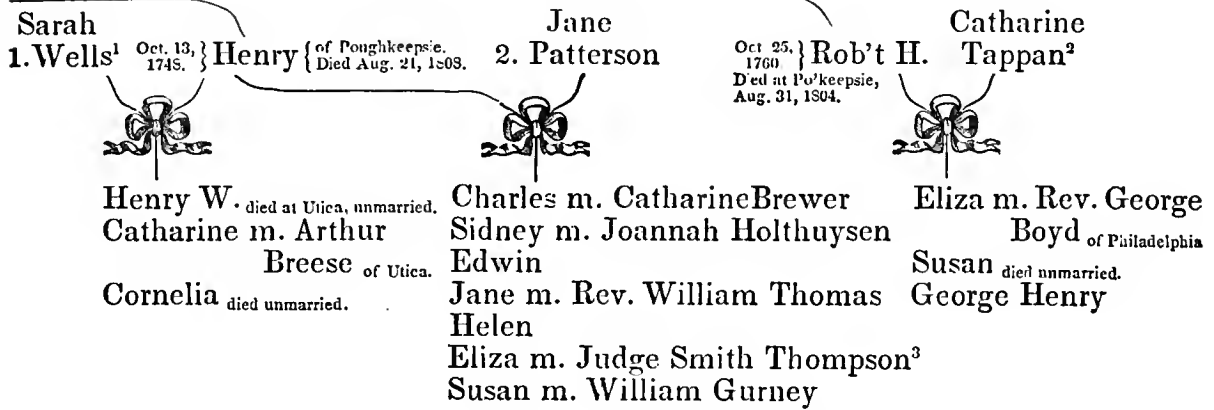 Sarah
1. Wells¹ Oct. 13, 1748. } Henry { of Poughkeepsie. Died Aug. 21, 1808.
Jane
2. Patterson
Catharine
Oct 25, 1760 } Rob't H. Tappan²
Died at Po'keepsie,
Aug. 31, 1804.
Henry W. died at Utica, unmarried.
Catharine m. Arthur
Breese of Utica.
Cornelia died unmarried.
Charles m. Catharine Brewer
Sidney m. Joannah Holthuysen
Edwin
Jane m. Rev. William Thomas
Helen
Eliza m. Judge Smith Thompson³
Susan m. William Gurney
Eliza m. Rev. George
Boyd of Philadelphia
Susan died unmarried.
George Henry